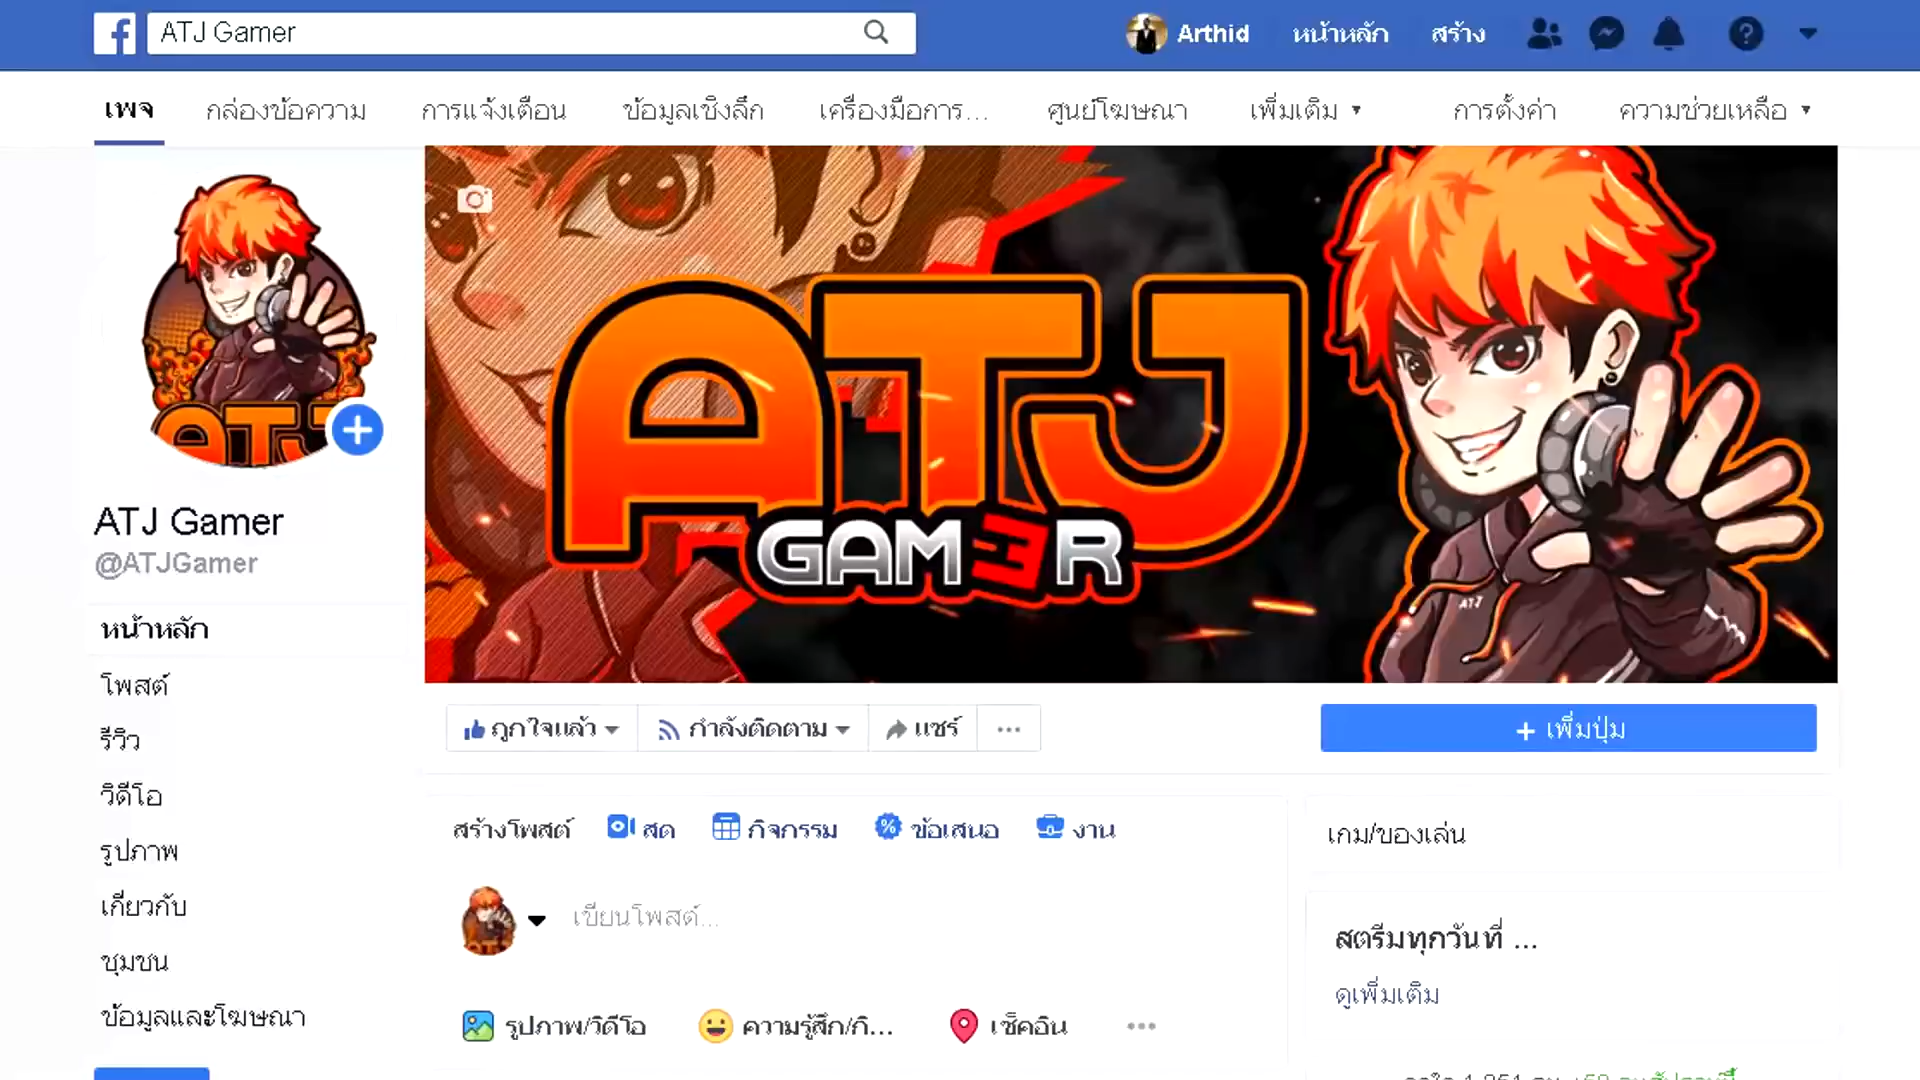 ATJ Gamer
Arthid หน้าหลัก สร้าง
เพจ กล่องข้อความ การแจ้งเตือน ข้อมูลเชิงลึก เครื่องมือการ... ศูนย์โฆษณา เพิ่มเติม การตั้งค่า ความช่วยเหลือ
ATJ
ATJ
GAMER
ATJ
ATJ Gamer
@ATJGamer
หน้าหลัก
โพสต์
รีวิว
วิดีโอ
รูปภาพ
เกี่ยวกับ
ชุมชน
ข้อมูลและโฆษณา
ถูกใจแล้ว กำลังติดตาม แชร์ ...
+ เพิ่มปุ่ม
สร้างโพสต์ สด กิจกรรม ข้อเสนอ งาน
เขียนโพสต์...
รูปภาพ/วิดีโอ ความรู้สึก/กิ... เช็คอิน ...
เกม/ของเล่น
สตรีมทุกวันที่ ...
ดูเพิ่มเติม